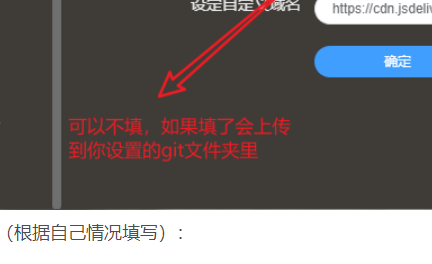 设定自定义域名
https://cdn.jsdeliv
确定
可以不填，如果填了会上传
到你设置的git文件夹里
（根据自己情况填写）：